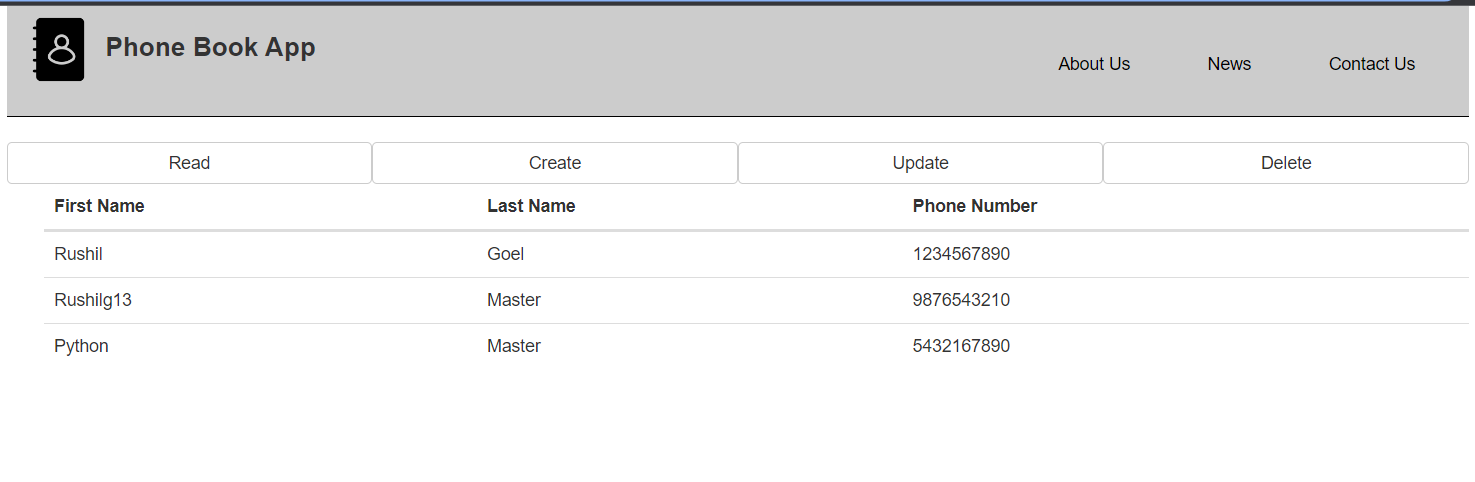 Phone Book App
About Us News Contact Us
Read Create Update Delete
First Name Last Name Phone Number
Rushil Goel 1234567890
Rushilg13 Master 9876543210
Python Master 5432167890